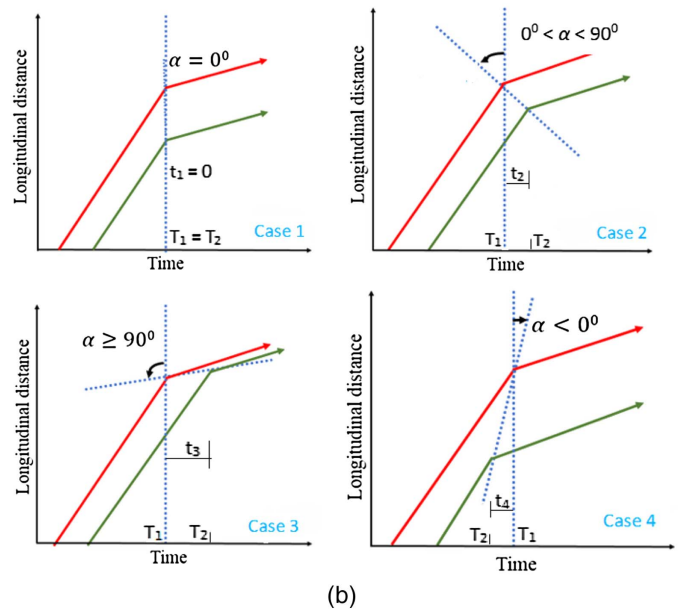 Longitudinal distance
α = 0⁰
t₁ = 0
T₁ = T₂
Case 1
Time
Longitudinal distance
0⁰ < α < 90⁰
t₂
T₁
T₂
Case 2
Time
Longitudinal distance
α ≥ 90⁰
t₃
T₁
T₂
Case 3
Time
Longitudinal distance
α < 0⁰
t₄
T₂
T₁
Case 4
Time
(b)